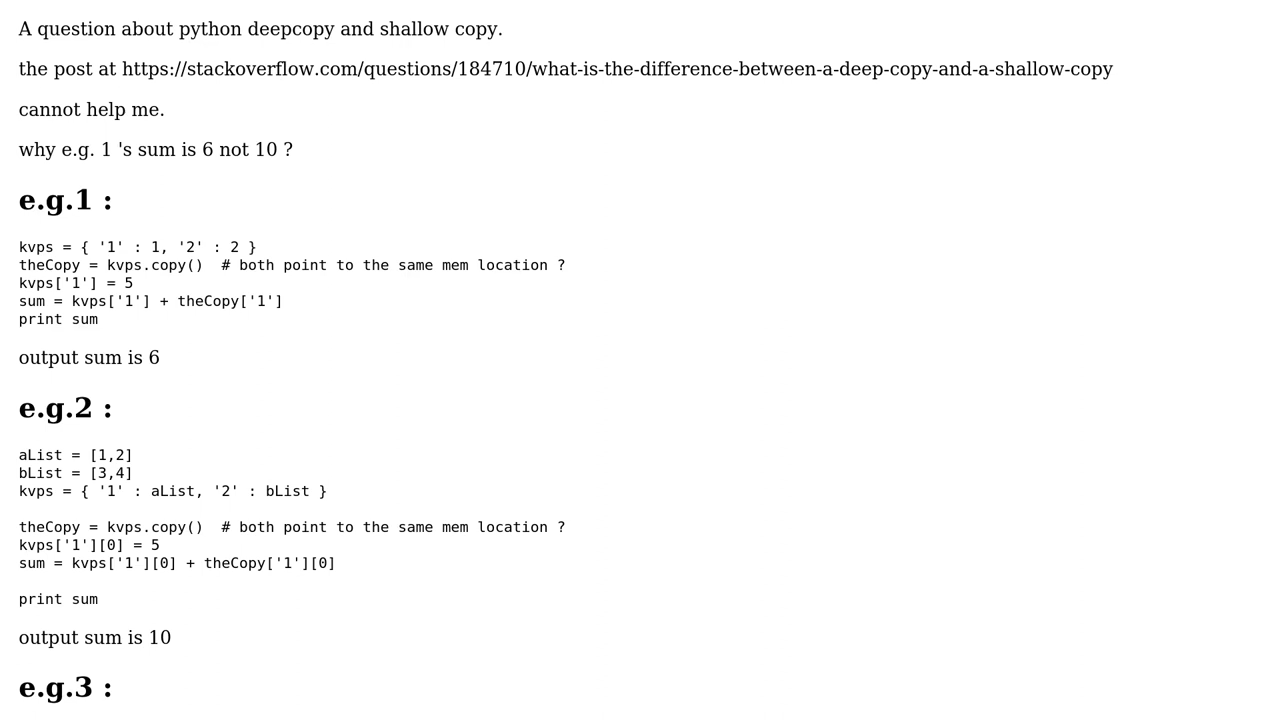 A question about python deepcopy and shallow copy.
the post at https://stackoverflow.com/questions/184710/what-is-the-difference-between-a-deep-copy-and-a-shallow-copy
cannot help me.
why e.g. 1 's sum is 6 not 10 ?
e.g.1 :
kvps = { '1' : 1, '2' : 2 }
theCopy = kvps.copy()  # both point to the same mem location ?
kvps['1'] = 5
sum = kvps['1'] + theCopy['1']
print sum
output sum is 6
e.g.2 :
aList = [1,2]
bList = [3,4]
kvps = { '1' : aList, '2' : bList }
theCopy = kvps.copy()  # both point to the same mem location ?
kvps['1'][0] = 5
sum = kvps['1'][0] + theCopy['1'][0]
print sum
output sum is 10
e.g.3 :